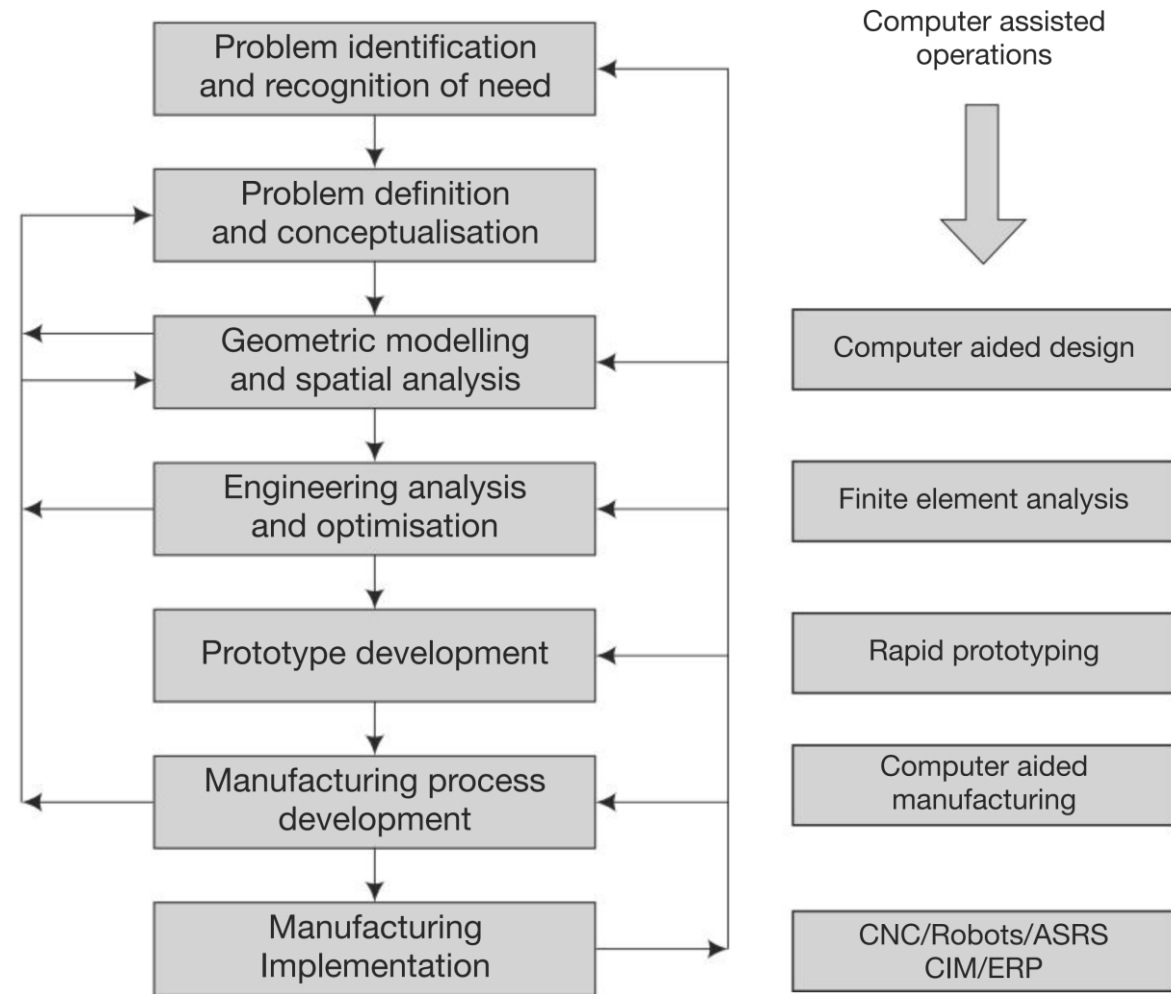 Problem identification
and recognition of need
Problem definition
and conceptualisation
Geometric modelling
and spatial analysis
Engineering analysis
and optimisation
Prototype development
Manufacturing process
development
Manufacturing
Implementation
Computer assisted
operations
Computer aided design
Finite element analysis
Rapid prototyping
Computer aided
manufacturing
CNC/Robots/ASRS
CIM/ERP